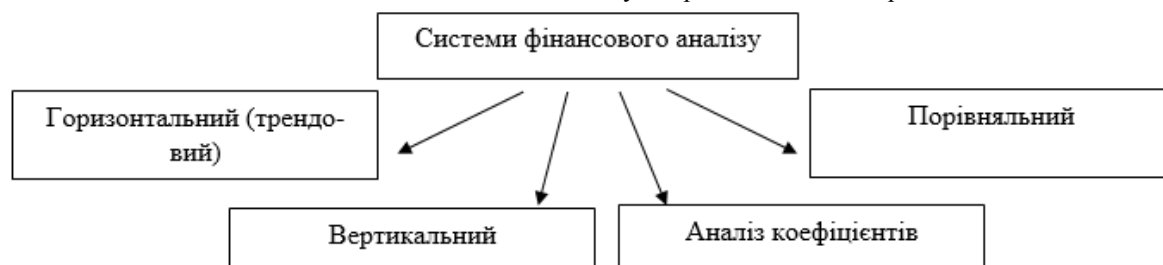 Системи фінансового аналізу
Горизонтальний (трендо-
вий)
Порівняльний
Вертикальний
Аналіз коефіцієнтів